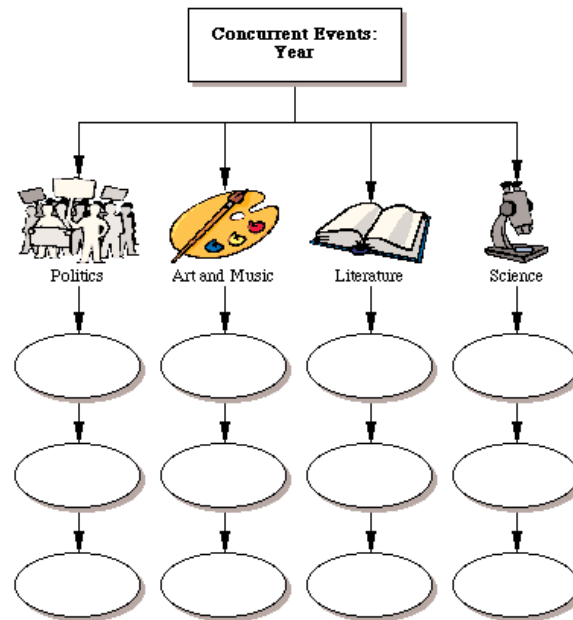 Concurrent Events:
Year
Politics
Art and Music
Literature
Science